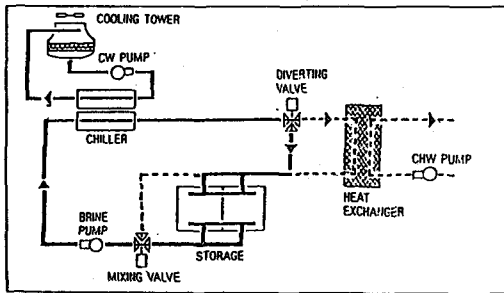 COOLING TOWER
CW PUMP
DIVERTING
VALVE
CHILLER
CHW PUMP
HEAT
EXCHANGER
BRINE
PUMP
STORAGE
MIXING VALVE